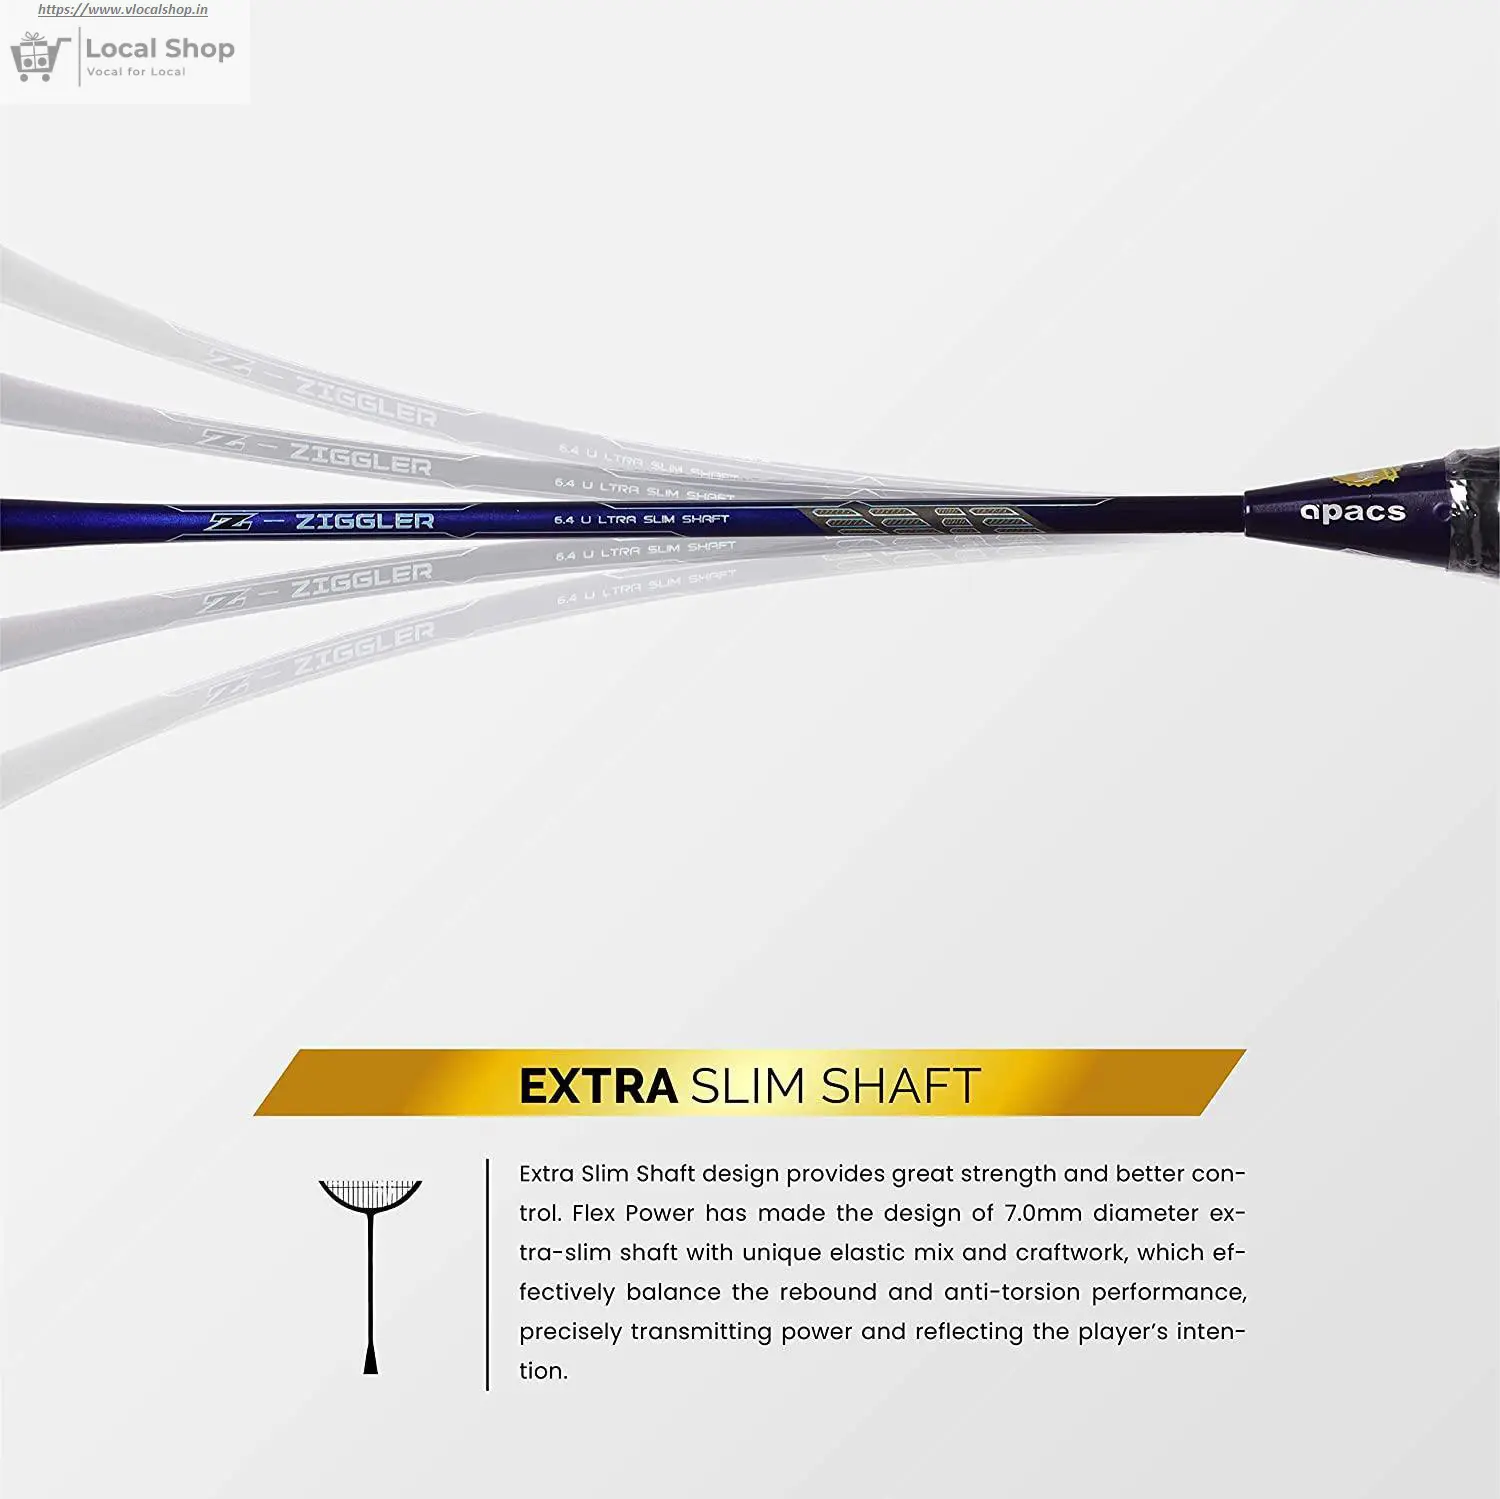 https://www.vlocalshop.in
Local Shop
Vocal for Local
Z - ZIGGLER
6.4 U LTRA SLIM SHAFT
Z - ZIGGLER
6.4 U LTRA SLIM SHAFT
Z - ZIGGLER
6.4 U LTRA SLIM SHAFT
apacs
Z - ZIGGLER
6.4 U LTRA SLIM SHAFT
Z - ZIGGLER
6.4 U LTRA SLIM SHAFT
EXTRA SLIM SHAFT
Extra Slim Shaft design provides great strength and better con-
trol. Flex Power has made the design of 7.0mm diameter ex-
tra-slim shaft with unique elastic mix and craftwork, which ef-
fectively balance the rebound and anti-torsion performance,
precisely transmitting power and reflecting the player's inten-
tion.